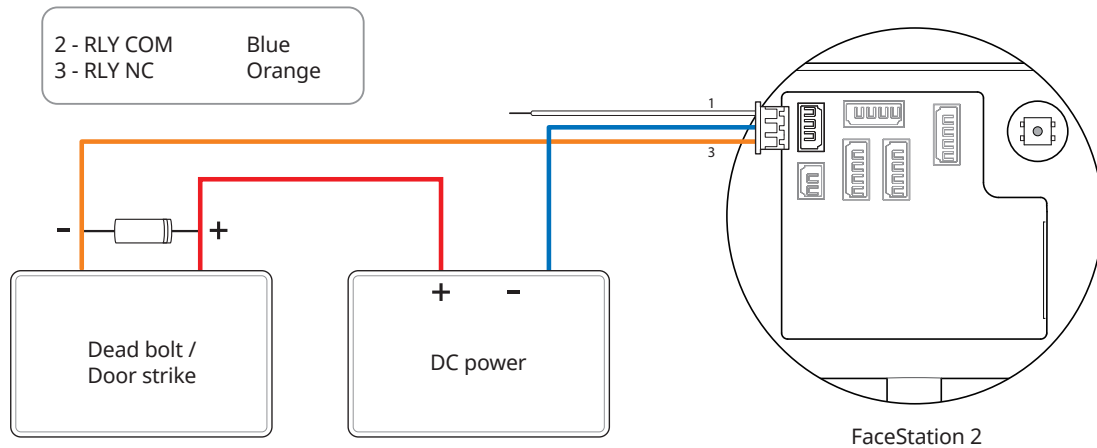 2 - RLY COM Blue
3 - RLY NC Orange
1
3
- +
+ -
Dead bolt /
Door strike
DC power
FaceStation 2